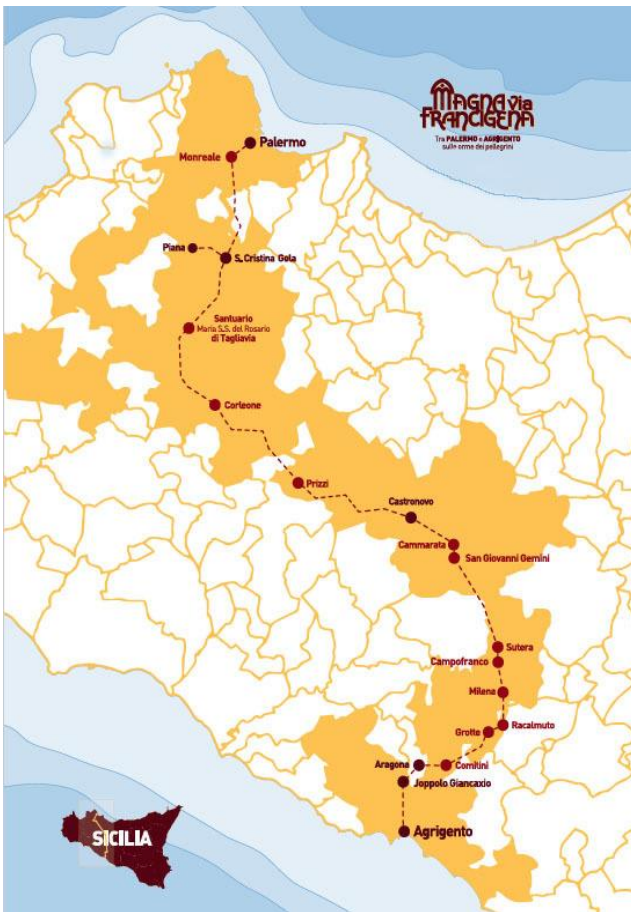 MAGNA via
FRANCIGENA
Tra PALERMO e AGRIGENTO
sulle orme dei pellegrini
Palermo
Monreale
Piana
S. Cristina Gela
Santuario
Maria S.S. del Rosario
di Tagliavia
Corleone
Prizzi
Castronovo
Cammarata
San Giovanni Gemini
Sutera
Campofranco
Milena
Racalmuto
Grotte
Aragona
Comitini
Joppolo Giancaxio
Agrigento
SICILIA